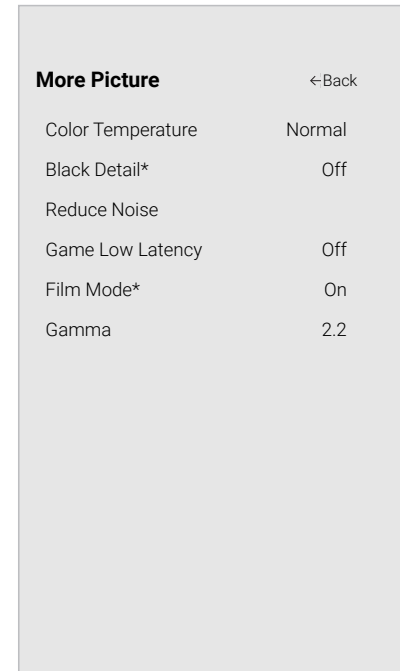 More Picture ←Back
Color Temperature Normal
Black Detail* Off
Reduce Noise
Game Low Latency Off
Film Mode* On
Gamma 2.2